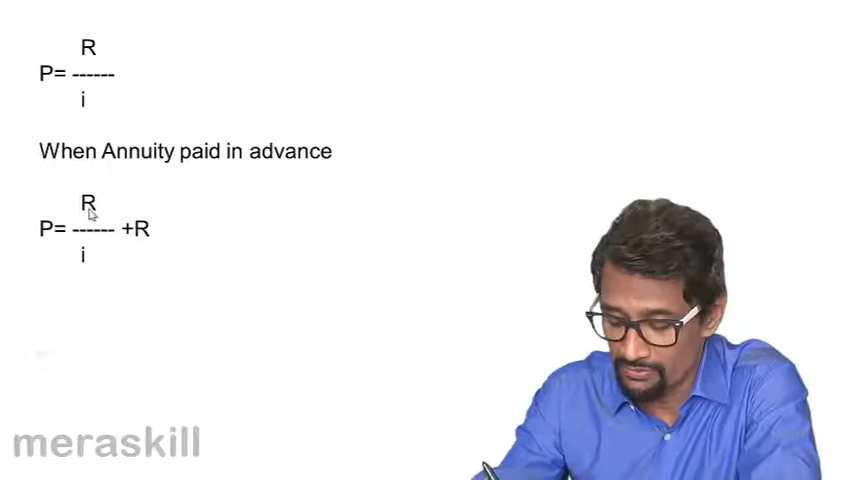 R
P= ------
i
When Annuity paid in advance
R
P= ------ +R
i
meraskill